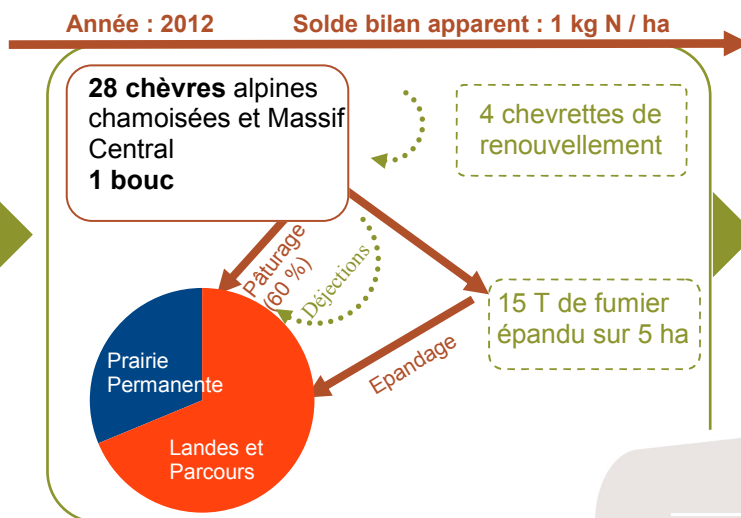 Année : 2012 Solde bilan apparent : 1 kg N / ha
28 chèvres alpines
chamoisées et Massif
Central
1 bouc
4 chevrettes de
renouvellement
Pâturage
(60 %)
Déjections
15 T de fumier
épandu sur 5 ha
Epandage
Prairie
Permanente
Landes et
Parcours